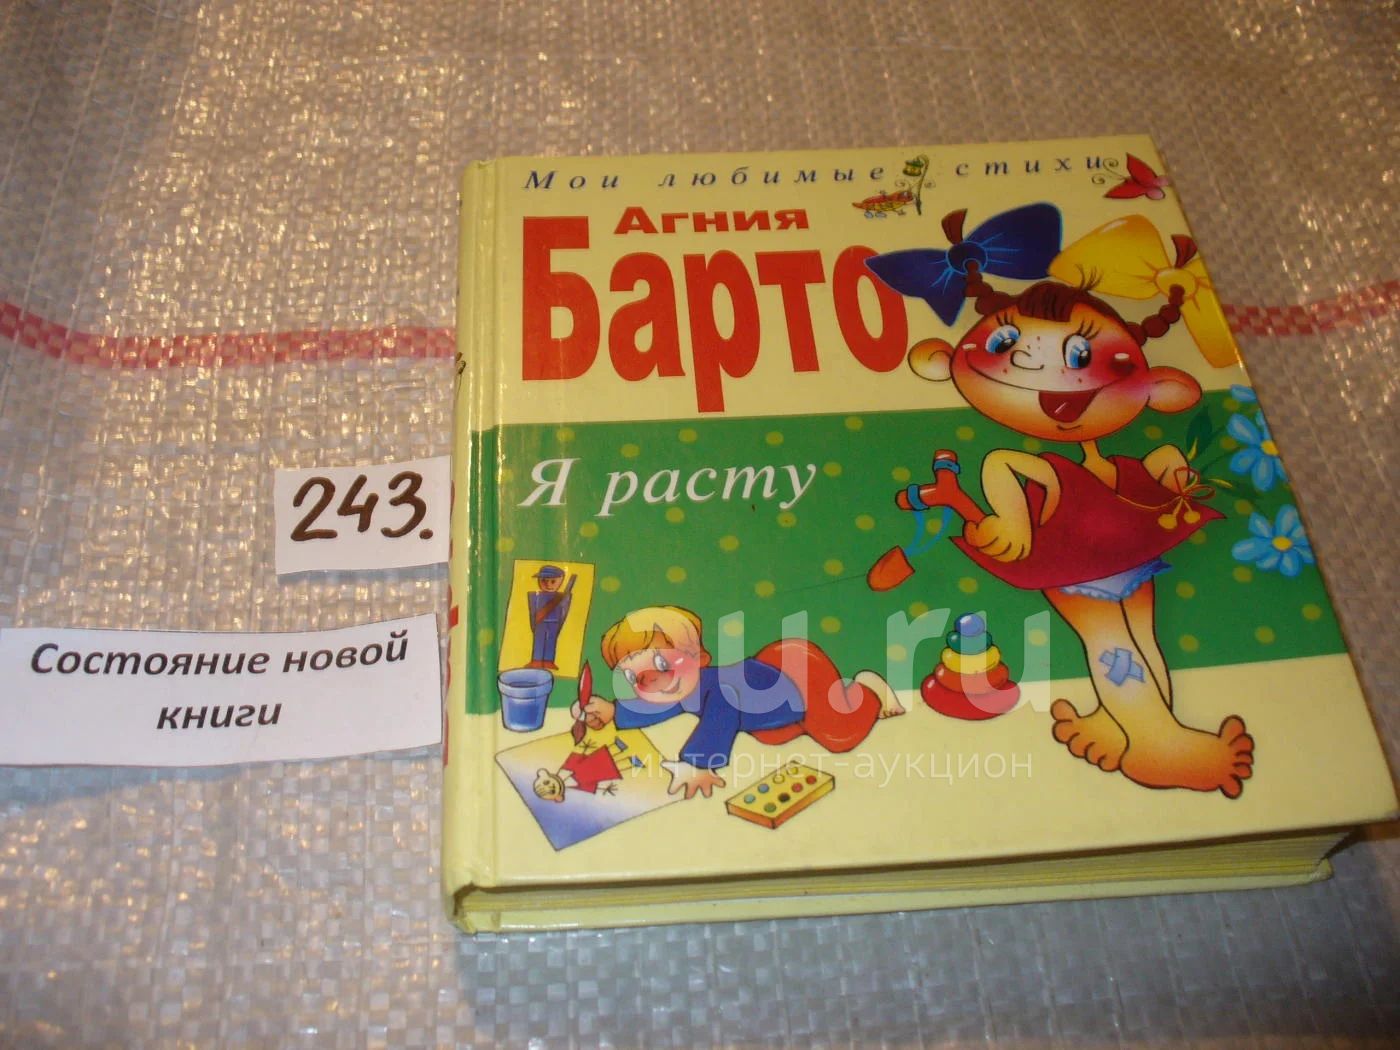 Мои любимые стихи
Агния
Барто
Я расту
243.
Состояние новой
книги
au.ru
интернет-аукцион